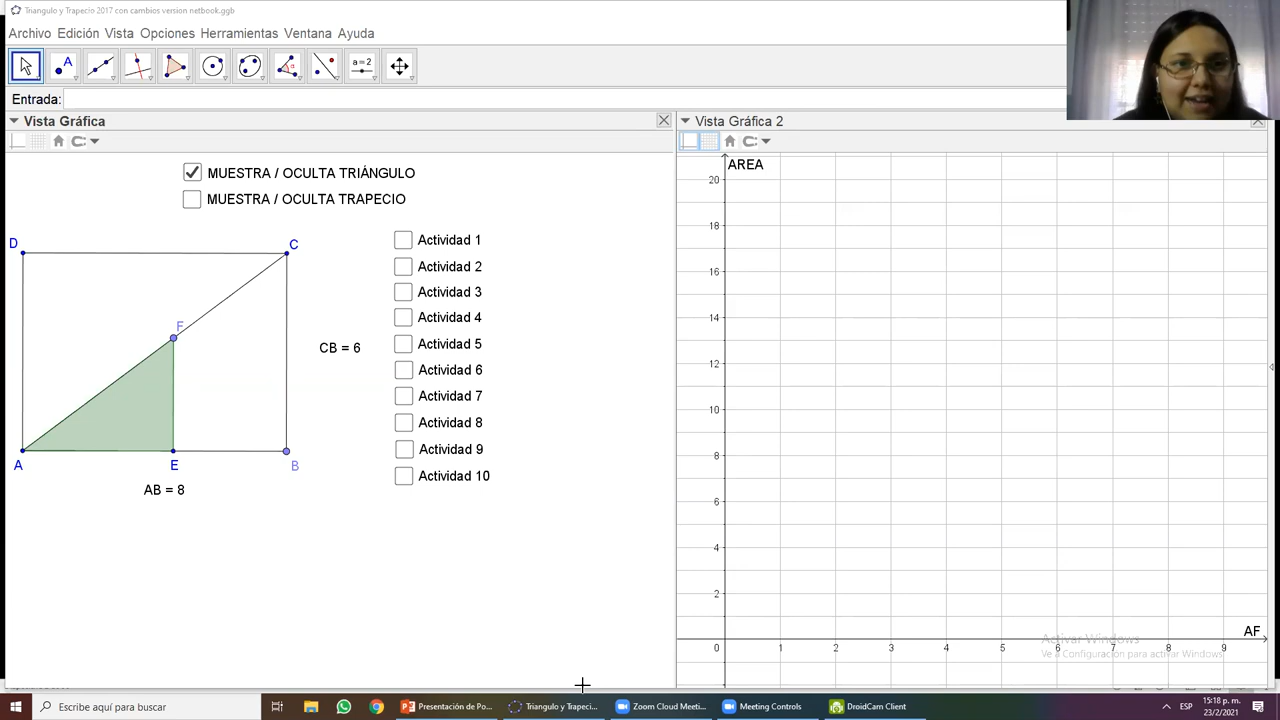 Triangulo y Trapecio 2017 con cambios version netbook.ggb
Archivo Edición Vista Opciones Herramientas Ventana Ayuda
A
a = 2
Entrada:
Vista Gráfica
Vista Gráfica 2
MUESTRA / OCULTA TRIÁNGULO
MUESTRA / OCULTA TRAPECIO
D
C
F
A
E
B
CB = 6
AB = 8
Actividad 1
Actividad 2
Actividad 3
Actividad 4
Actividad 5
Actividad 6
Actividad 7
Actividad 8
Actividad 9
Actividad 10
AREA
20
18
16
14
12
10
8
6
4
2
0 1 2 3 4 5 6 7 8 9
AF
Activar Windows
Ve a Configuración para activar Windows.
Escribe aquí para buscar
Presentación de Po...
Triangulo y Trapeci...
Zoom Cloud Meeti...
Meeting Controls
DroidCam Client
ESP
15:18 p. m.
23/2/2021